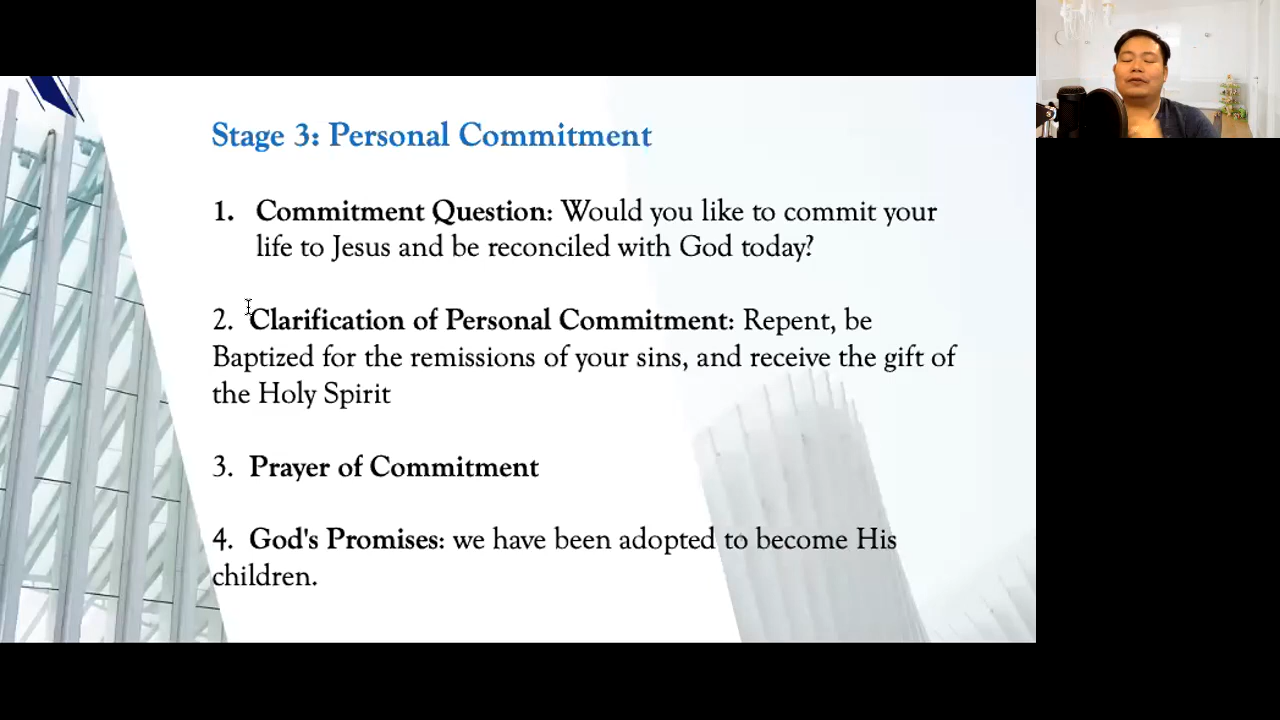 Stage 3: Personal Commitment
1. Commitment Question: Would you like to commit your
life to Jesus and be reconciled with God today?
2. Clarification of Personal Commitment: Repent, be
Baptized for the remissions of your sins, and receive the gift of
the Holy Spirit
3. Prayer of Commitment
4. God's Promises: we have been adopted to become His
children.